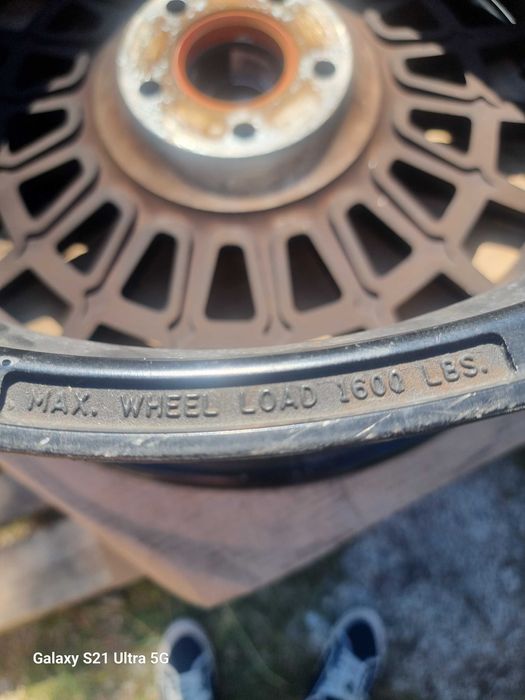 MAX. WHEEL LOAD 1600 LBS.
Galaxy S21 Ultra 5G